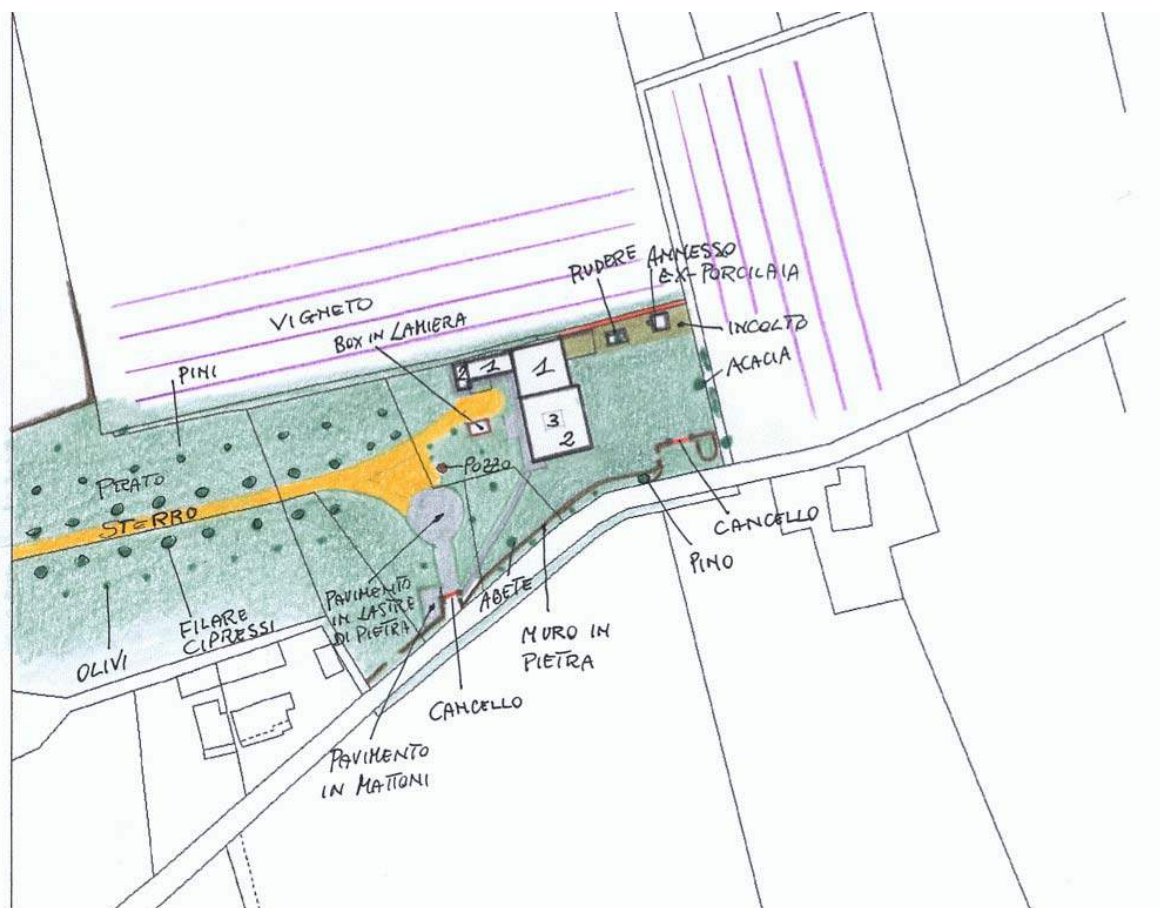 RUDERE
ANNESSO
EX-PORCILAIA
VIGNETO
INCOLTO
BOX IN LAMIERA
ACACIA
PINI
1
1
3
2
PRATO
POZZO
STERRO
CANCELLO
PINO
PAVIMENTO
IN LASTRE
DI PIETRA
ABETE
FILARE
CIPRESSI
MURO IN
PIETRA
OLIVI
CANCELLO
PAVIMENTO
IN MATTONI